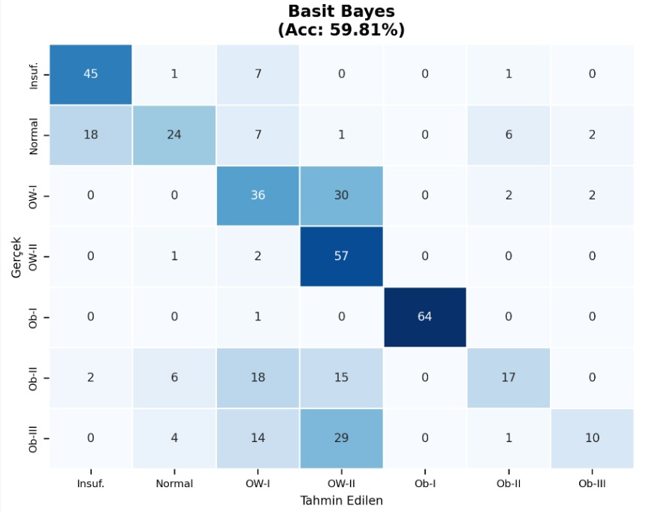 Basit Bayes
(Acc: 59.81%)
Gerçek
Insuf. 45 1 7 0 0 1 0
Normal 18 24 7 1 0 6 2
OW-I 0 0 36 30 0 2 2
OW-II 0 1 2 57 0 0 0
Ob-I 0 0 1 0 64 0 0
Ob-II 2 6 18 15 0 17 0
Ob-III 0 4 14 29 0 1 10
Insuf. Normal OW-I OW-II Ob-I Ob-II Ob-III
Tahmin Edilen